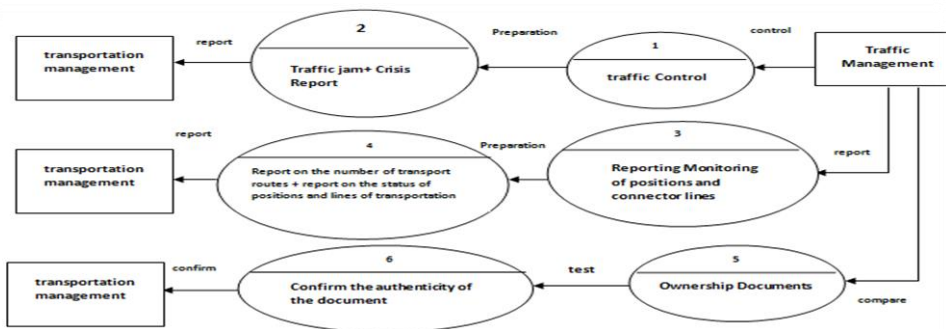 transportation
management
report
2
Traffic jam+ Crisis
Report
Preparation
1
traffic Control
control
Traffic
Management
transportation
management
report
4
Report on the number of transport
routes + report on the status of
positions and lines of transportation
Preparation
3
Reporting Monitoring
of positions and
connector lines
report
transportation
management
confirm
6
Confirm the authenticity of
the document
test
5
Ownership Documents
compare